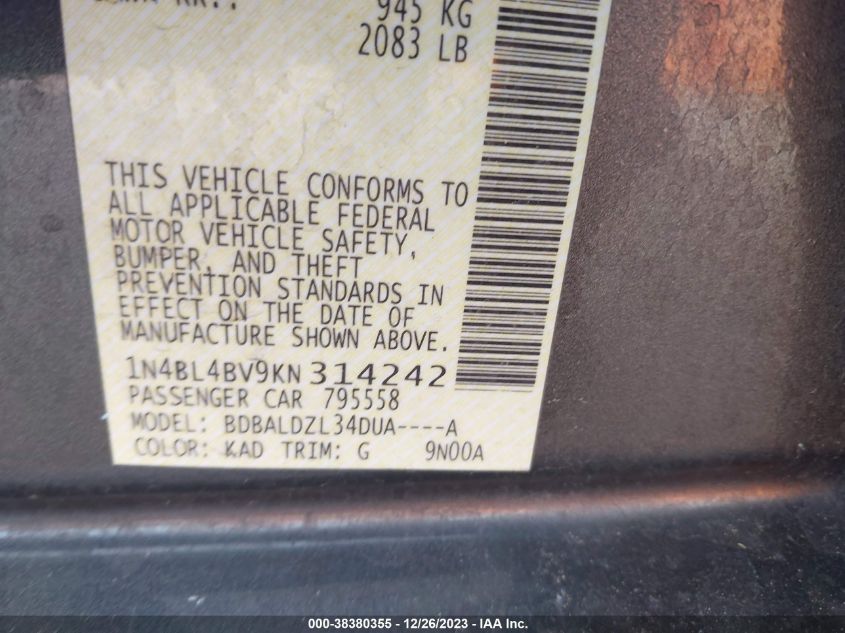 945 KG
2083 LB
THIS VEHICLE CONFORMS TO
ALL APPLICABLE FEDERAL
MOTOR VEHICLE SAFETY,
BUMPER, AND THEFT
PREVENTION STANDARDS IN
EFFECT ON THE DATE OF
MANUFACTURE SHOWN ABOVE.
1N4BL4BV9KN314242
PASSENGER CAR 795558
MODEL: BDBALDZL34DUA----A
COLOR: KAD TRIM: G 9N00A
000-38380355 - 12/26/2023 - IAA Inc.